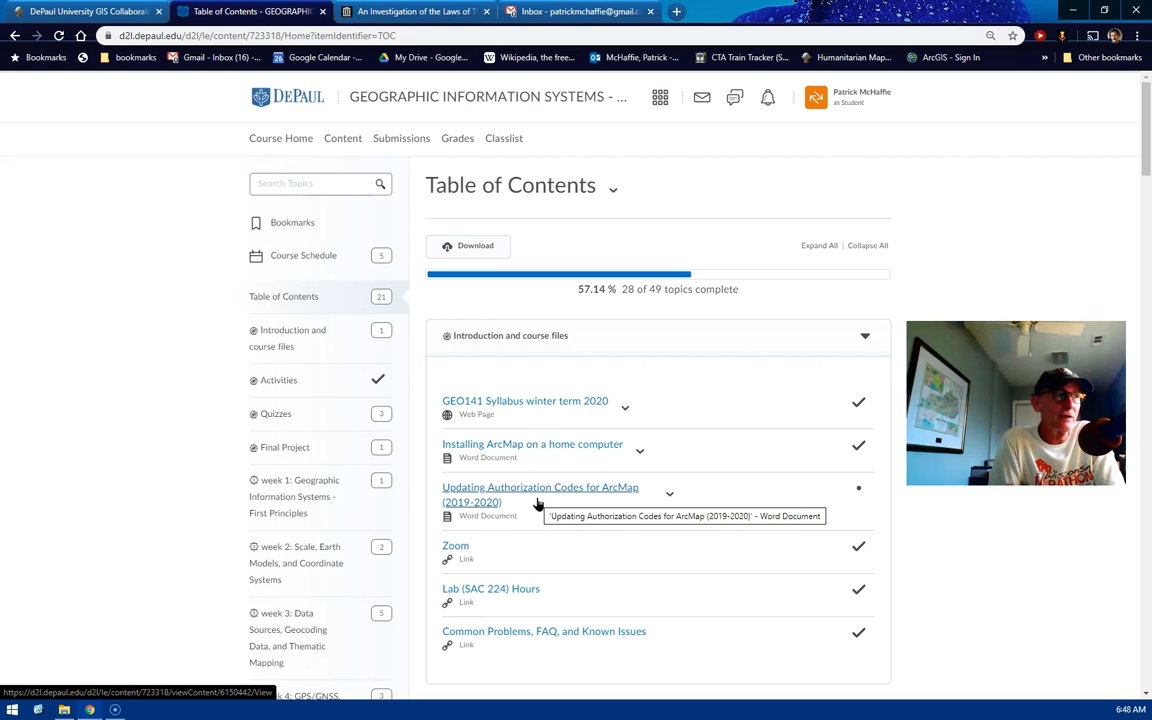 DePaul University GIS Collaborat
Table of Contents - GEOGRAPHIC
An Investigation of the Laws of T
Inbox - patrickmchaffie@gmail.c
d2l.depaul.edu/d2l/le/content/723318/Home?itemIdentifier=TOC
Bookmarks
bookmarks
Gmail - Inbox (16) -...
Google Calendar -...
My Drive - Google...
Wikipedia, the free...
McHaffie, Patrick -...
CTA Train Tracker (S...
Humanitarian Map...
ArcGIS - Sign In
»
Other bookmarks
DEPAUL
GEOGRAPHIC INFORMATION SYSTEMS - ...
Patrick McHaffie
as Student
Course Home
Content
Submissions
Grades
Classlist
Search Topics
Bookmarks
Course Schedule
5
Table of Contents
21
Introduction and
course files
1
Activities
Quizzes
3
Final Project
1
week 1: Geographic
Information Systems -
First Principles
1
week 2: Scale, Earth
Models, and Coordinate
Systems
2
week 3: Data
Sources, Geocoding
Data, and Thematic
Mapping
5
week 4: GPS/GNSS,
3
Table of Contents
Download
Expand All | Collapse All
57.14 % 28 of 49 topics complete
Introduction and course files
GEO141 Syllabus winter term 2020
Web Page
Installing ArcMap on a home computer
Word Document
Updating Authorization Codes for ArcMap
(2019-2020)
Word Document
'Updating Authorization Codes for ArcMap (2019-2020)' - Word Document
Zoom
Link
Lab (SAC 224) Hours
Link
Common Problems, FAQ, and Known Issues
Link
https://d2l.depaul.edu/d2l/le/content/723318/viewContent/6150442/View
6:48 AM